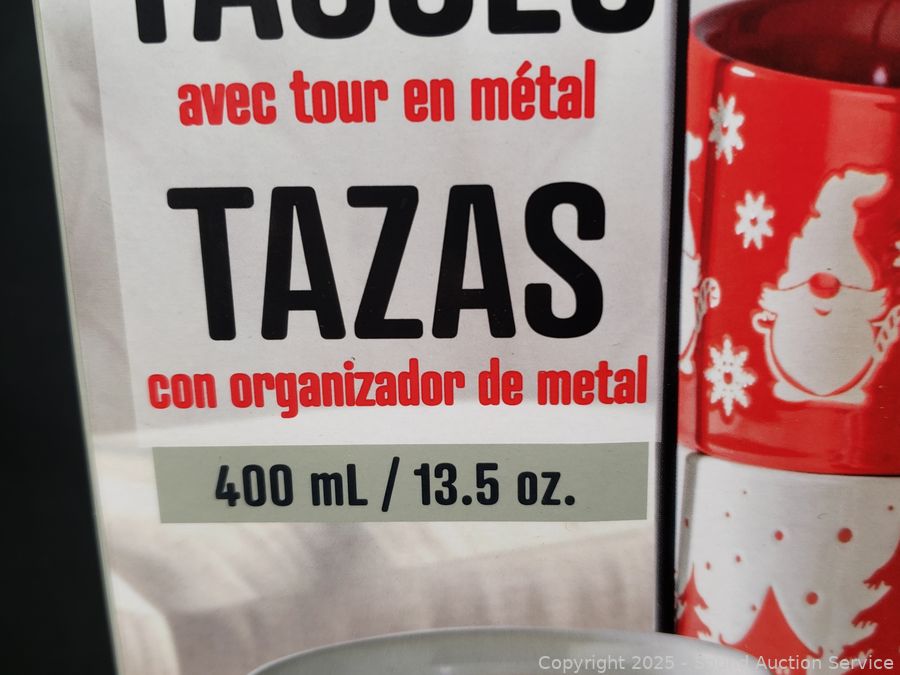 TASSES
avec tour en métal
TAZAS
con organizador de metal
400 mL / 13.5 oz.
Copyright 2025 - Sound Auction Service